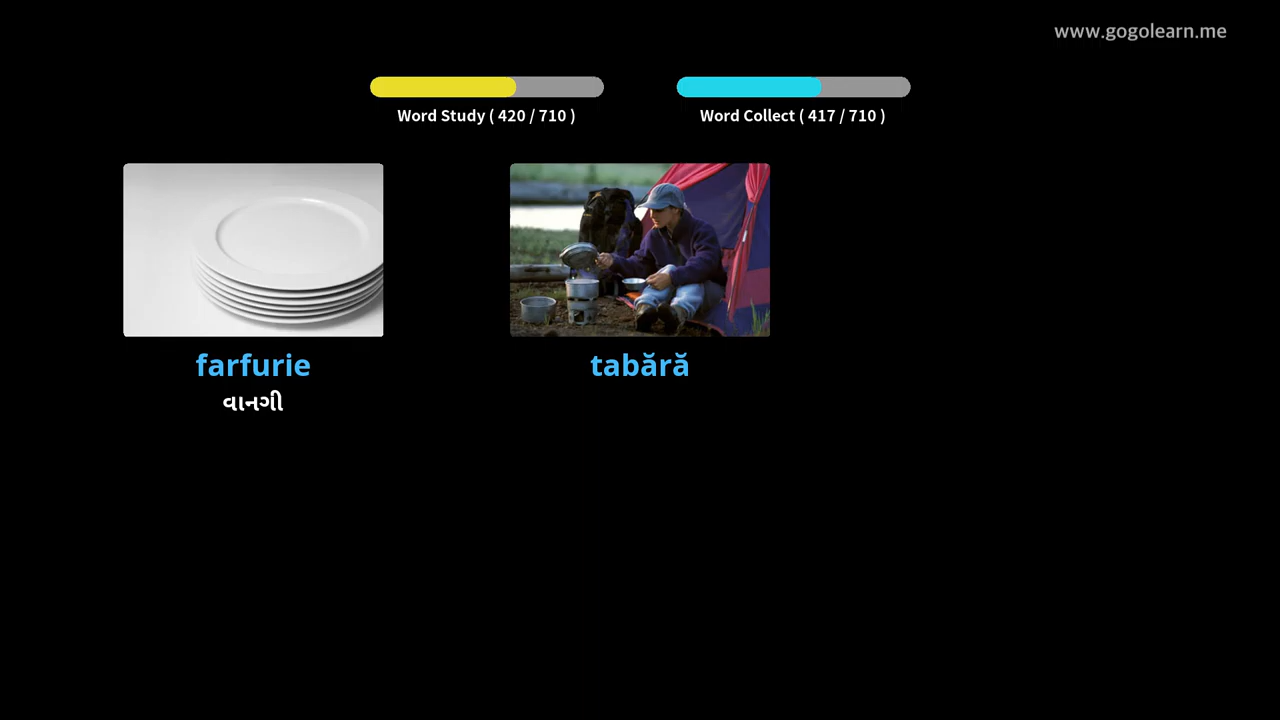 www.gogolearn.me
Word Study ( 420 / 710 )
Word Collect ( 417 / 710 )
farfurie
વાનગી
tabără